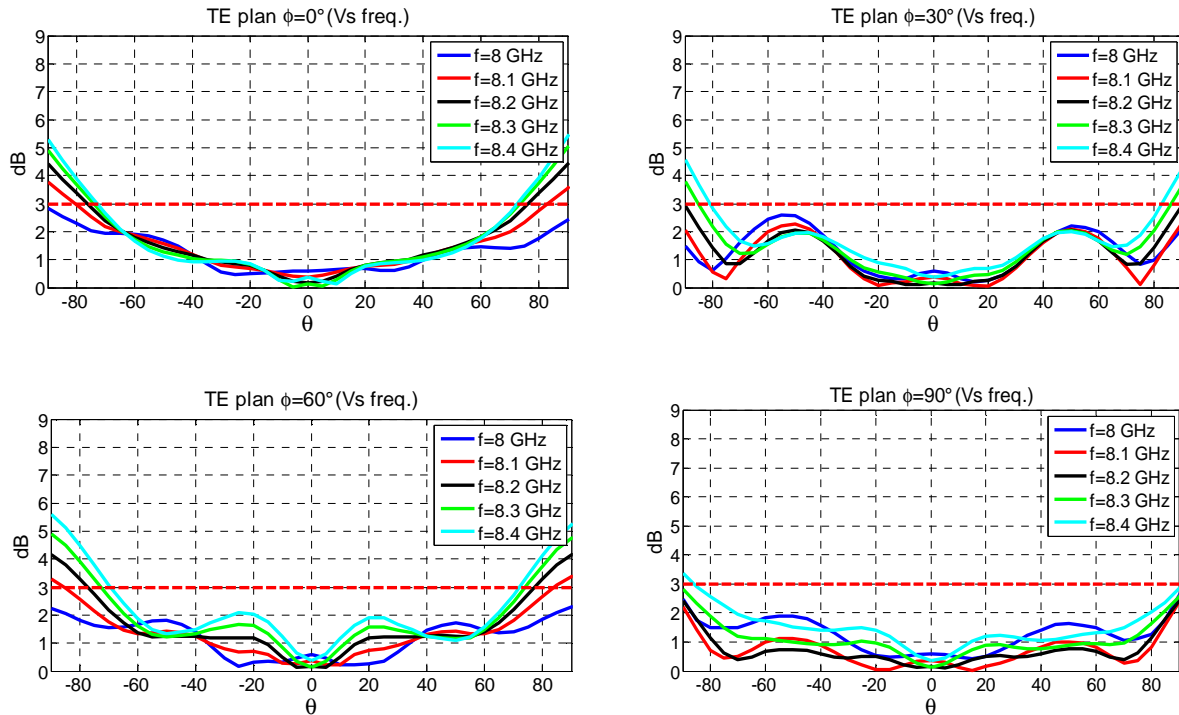 TE plan ϕ=0°(Vs freq.)
9
8
7
6
5
4
3
2
1
0
dB
-80 -60 -40 -20 0 20 40 60 80
θ
f=8 GHz
f=8.1 GHz
f=8.2 GHz
f=8.3 GHz
f=8.4 GHz
TE plan ϕ=30°(Vs freq.)
9
8
7
6
5
4
3
2
1
0
dB
-80 -60 -40 -20 0 20 40 60 80
θ
f=8 GHz
f=8.1 GHz
f=8.2 GHz
f=8.3 GHz
f=8.4 GHz
TE plan ϕ=60°(Vs freq.)
9
8
7
6
5
4
3
2
1
0
dB
-80 -60 -40 -20 0 20 40 60 80
θ
f=8 GHz
f=8.1 GHz
f=8.2 GHz
f=8.3 GHz
f=8.4 GHz
TE plan ϕ=90°(Vs freq.)
9
8
7
6
5
4
3
2
1
0
dB
-80 -60 -40 -20 0 20 40 60 80
θ
f=8 GHz
f=8.1 GHz
f=8.2 GHz
f=8.3 GHz
f=8.4 GHz